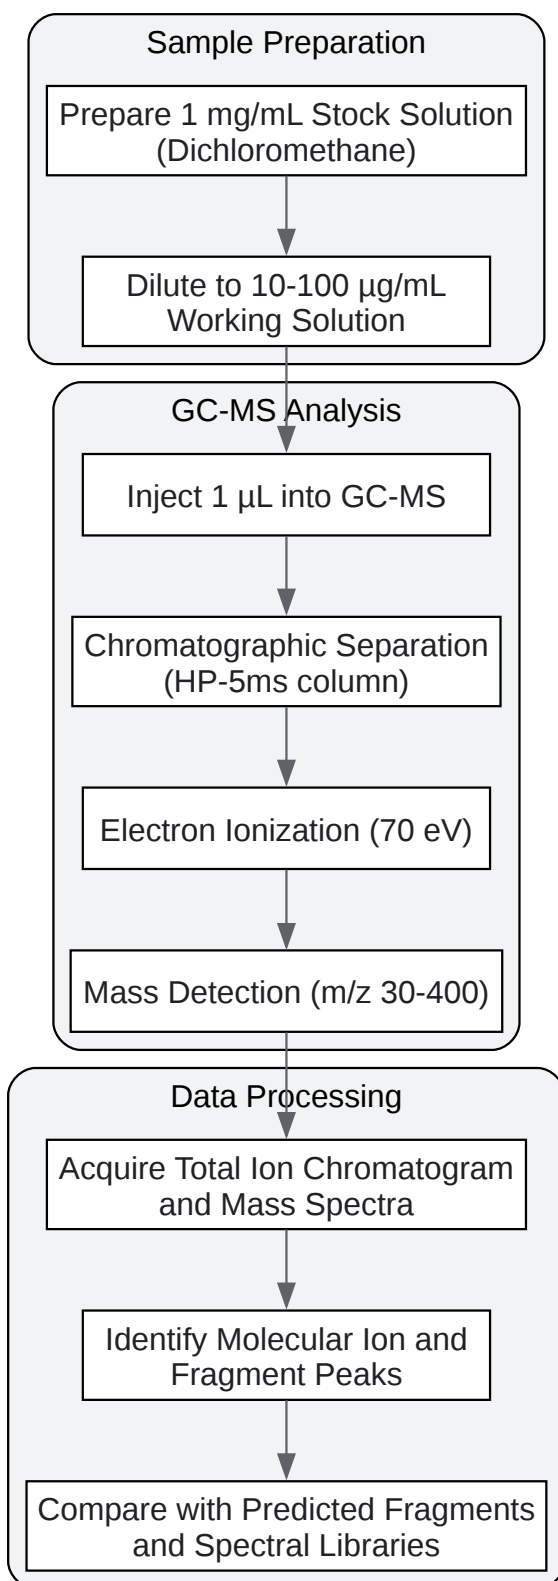 Sample Preparation
Prepare 1 mg/mL Stock Solution
(Dichloromethane)
Dilute to 10-100 µg/mL
Working Solution
GC-MS Analysis
Inject 1 µL into GC-MS
Chromatographic Separation
(HP-5ms column)
Electron Ionization (70 eV)
Mass Detection (m/z 30-400)
Data Processing
Acquire Total Ion Chromatogram
and Mass Spectra
Identify Molecular Ion and
Fragment Peaks
Compare with Predicted Fragments
and Spectral Libraries